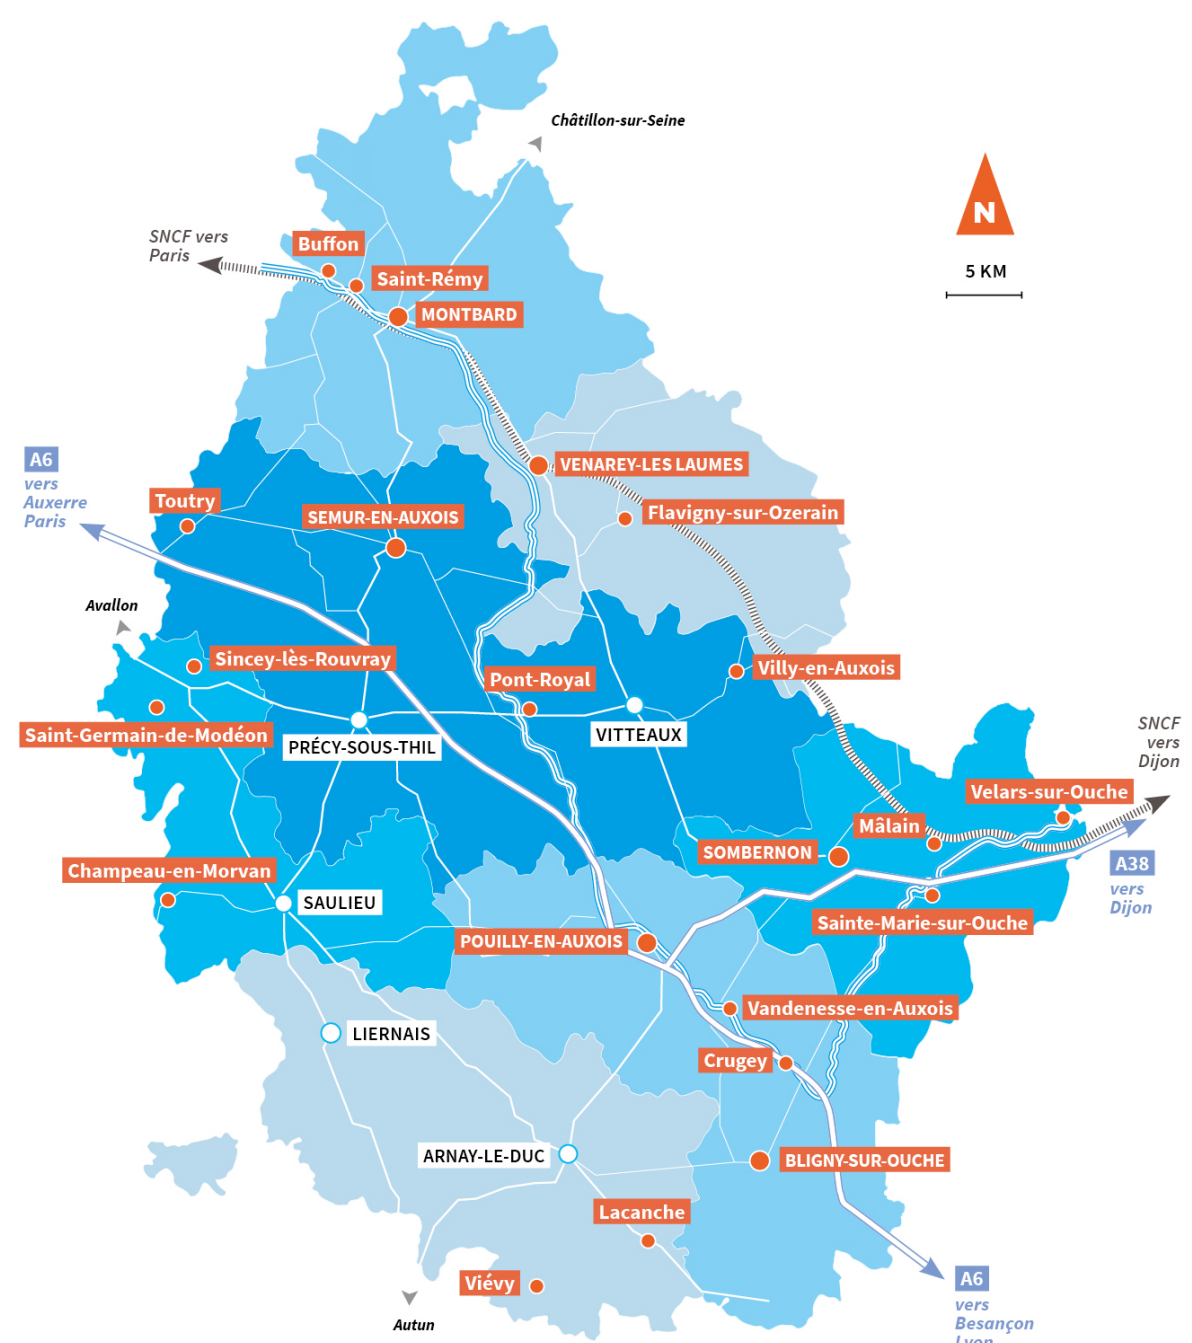 Châtillon-sur-Seine
N
5 KM
SNCF vers
Paris
Buffon
Saint-Rémy
MONTBARD
A6
vers
Auxerre
Paris
VENAREY-LES LAUMES
Toutry
SEMUR-EN-AUXOIS
Flavigny-sur-Ozerain
Avallon
Sincey-lès-Rouvray
Pont-Royal
Villy-en-Auxois
Saint-Germain-de-Modéon
PRÉCY-SOUS-THIL
VITTEAUX
SNCF
vers
Dijon
Velars-sur-Ouche
Mâlain
SOMBERNON
A38
vers
Dijon
Champeau-en-Morvan
SAULIEU
Sainte-Marie-sur-Ouche
POUILLY-EN-AUXOIS
Vandenesse-en-Auxois
LIERNAIS
Crugey
ARNAY-LE-DUC
BLIGNY-SUR-OUCHE
Lacanche
Viévy
A6
vers
Besançon
Lyon
Autun